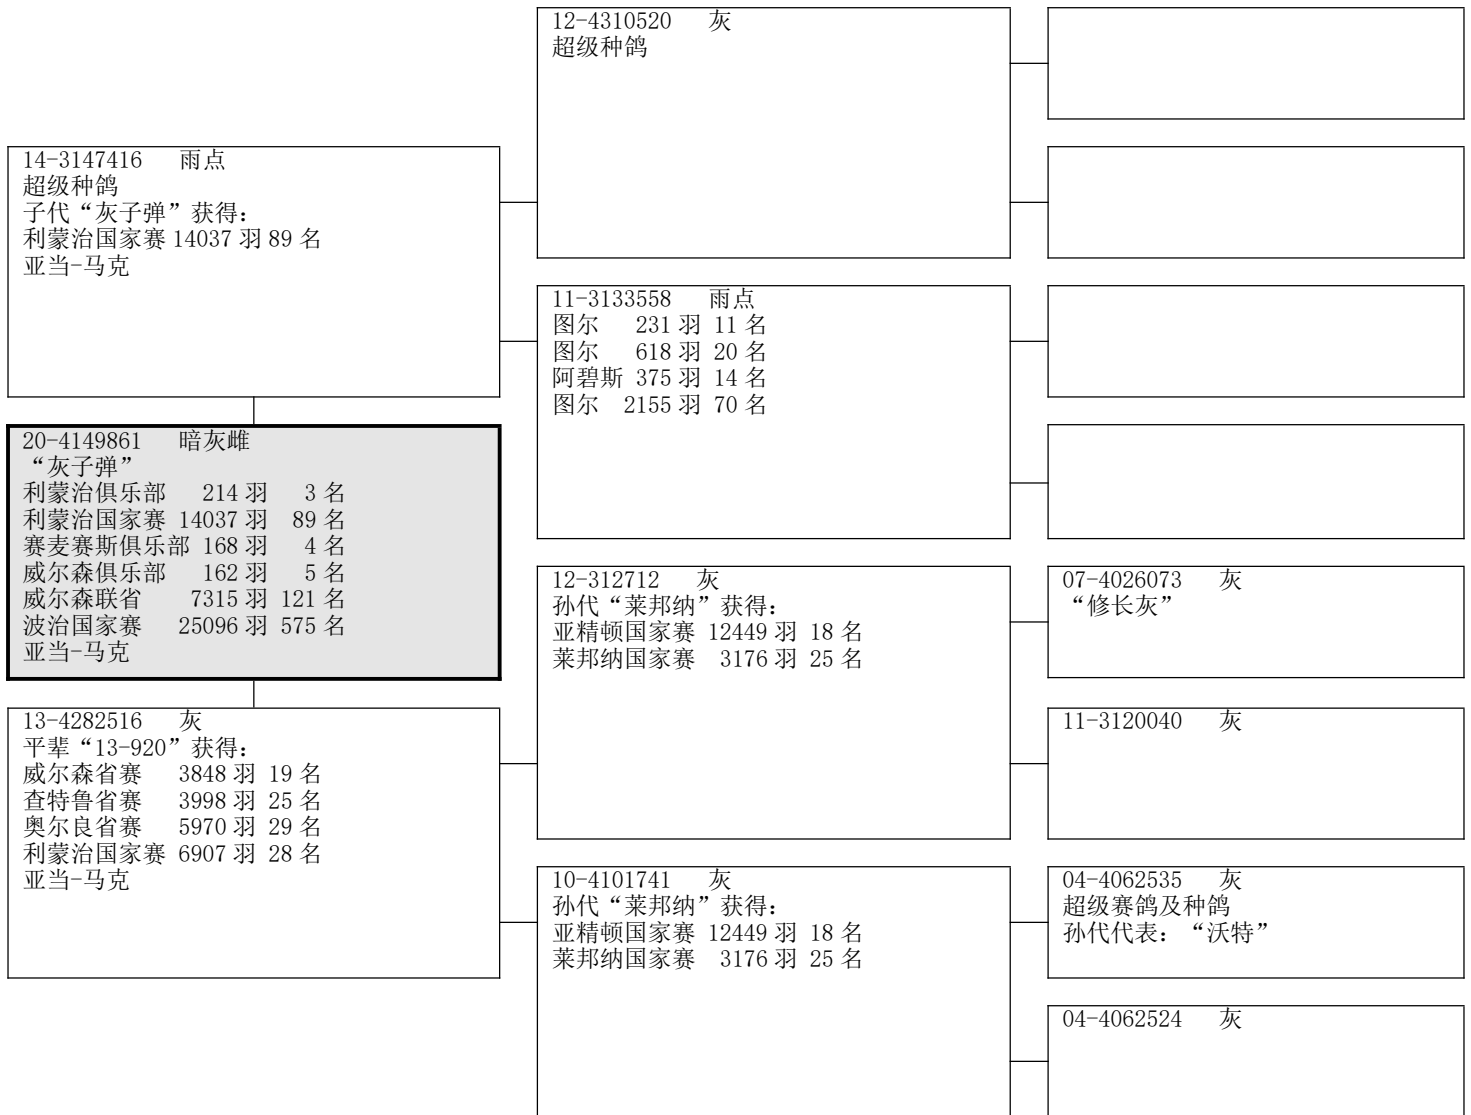 12-4310520 灰
超级种鸽
14-3147416 雨点
超级种鸽
子代“灰子弹”获得：
利蒙治国家赛 14037 羽 89 名
亚当-马克
11-3133558 雨点
图尔 231 羽 11 名
图尔 618 羽 20 名
阿碧斯 375 羽 14 名
图尔 2155 羽 70 名
20-4149861 暗灰雌
“灰子弹”
利蒙治俱乐部 214 羽 3 名
利蒙治国家赛 14037 羽 89 名
赛麦赛斯俱乐部 168 羽 4 名
威尔森俱乐部 162 羽 5 名
威尔森联省 7315 羽 121 名
波治国家赛 25096 羽 575 名
亚当-马克
12-312712 灰
孙代“莱邦纳”获得：
亚精顿国家赛 12449 羽 18 名
莱邦纳国家赛 3176 羽 25 名
07-4026073 灰
“修长灰”
13-4282516 灰
平辈“13-920”获得：
威尔森省赛 3848 羽 19 名
查特鲁省赛 3998 羽 25 名
奥尔良省赛 5970 羽 29 名
利蒙治国家赛 6907 羽 28 名
亚当-马克
11-3120040 灰
10-4101741 灰
孙代“莱邦纳”获得：
亚精顿国家赛 12449 羽 18 名
莱邦纳国家赛 3176 羽 25 名
04-4062535 灰
超级赛鸽及种鸽
孙代代表：“沃特”
04-4062524 灰